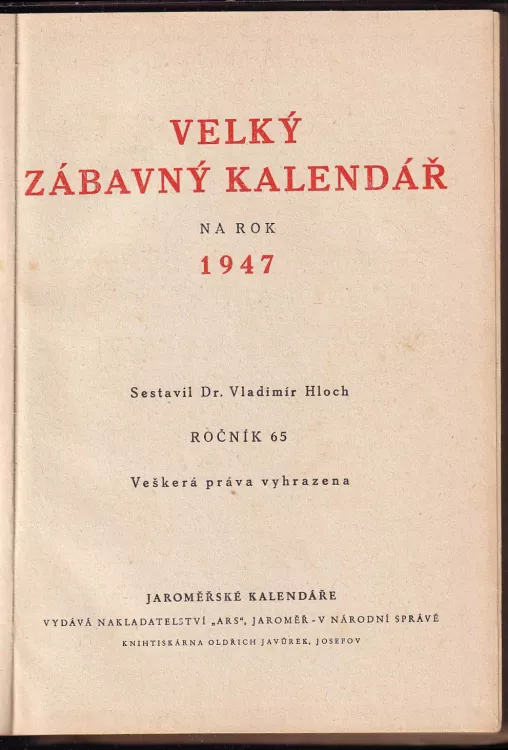 VELKÝ
ZÁBAVNÝ KALENDÁŘ
NA ROK
1947
Sestavil Dr. Vladimír Hloch
ROČNÍK 65
Veškerá práva vyhrazena
JAROMĚŘSKÉ KALENDÁŘE
VYDÁVÁ NAKLADATELSTVÍ „ARS“, JAROMĚŘ - V NÁRODNÍ SPRÁVĚ
KNIHTISKÁRNA OLDŘICH JAVŮREK, JOSEFOV